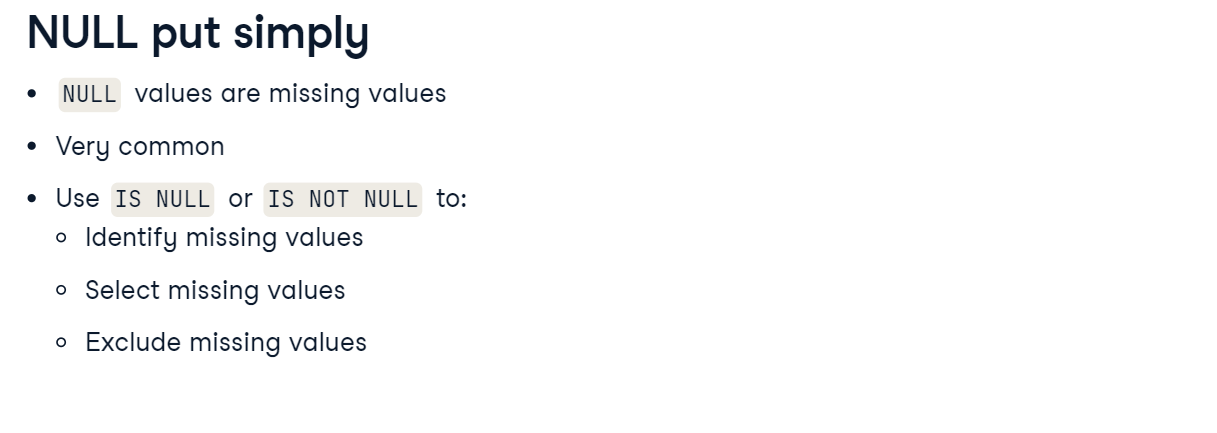 NULL put simply
• NULL values are missing values
• Very common
• Use IS NULL or IS NOT NULL to:
◦ Identify missing values
◦ Select missing values
◦ Exclude missing values